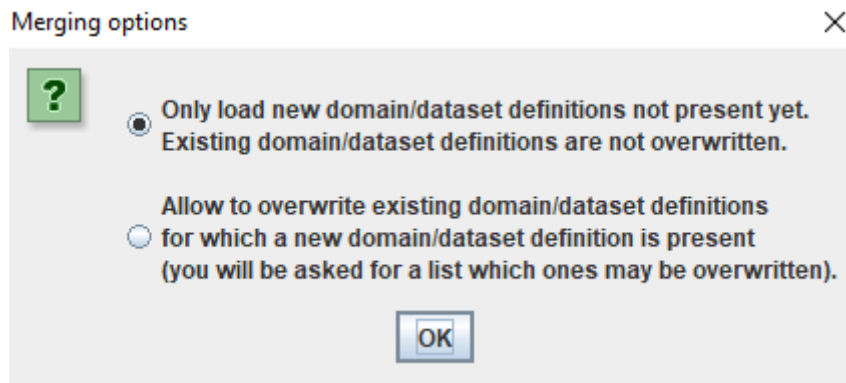 Merging options
?
Only load new domain/dataset definitions not present yet.
Existing domain/dataset definitions are not overwritten.
Allow to overwrite existing domain/dataset definitions
for which a new domain/dataset definition is present
(you will be asked for a list which ones may be overwritten).
OK